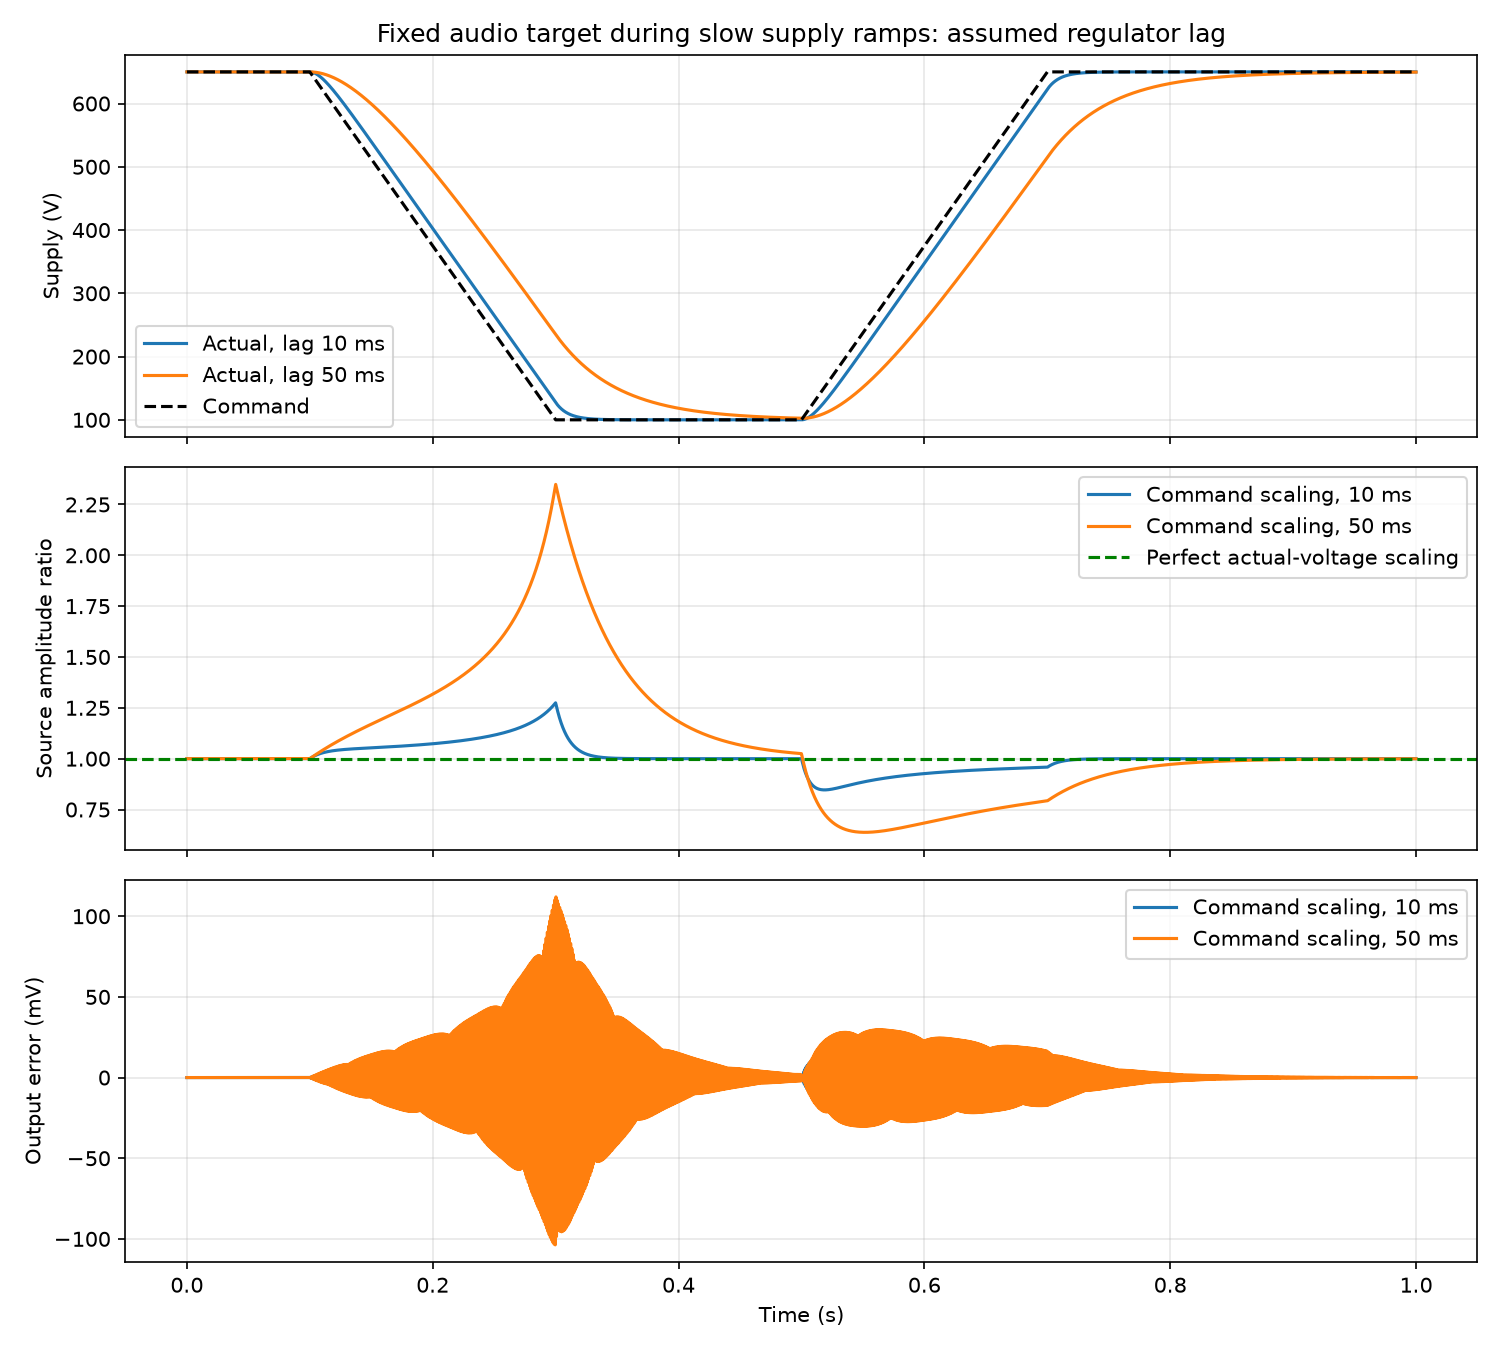 Fixed audio target during slow supply ramps: assumed regulator lag
Supply (V)
600
500
400
300
200
100
Actual, lag 10 ms
Actual, lag 50 ms
Command
Source amplitude ratio
2.25
2.00
1.75
1.50
1.25
1.00
0.75
Command scaling, 10 ms
Command scaling, 50 ms
Perfect actual-voltage scaling
Output error (mV)
100
50
0
−50
−100
Command scaling, 10 ms
Command scaling, 50 ms
0.0
0.2
0.4
0.6
0.8
1.0
Time (s)